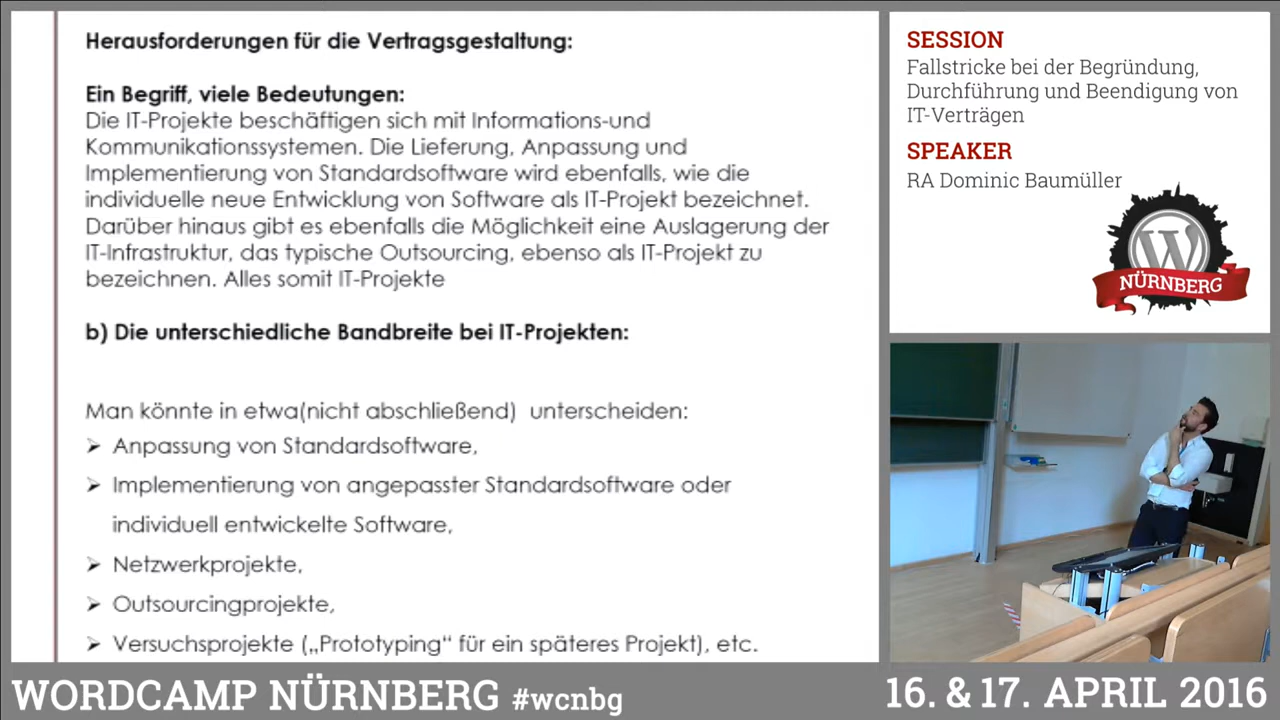 Herausforderungen für die Vertragsgestaltung:
Ein Begriff, viele Bedeutungen:
Die IT-Projekte beschäftigen sich mit Informations-und
Kommunikationssystemen. Die Lieferung, Anpassung und
Implementierung von Standardsoftware wird ebenfalls, wie die
individuelle neue Entwicklung von Software als IT-Projekt bezeichnet.
Darüber hinaus gibt es ebenfalls die Möglichkeit eine Auslagerung der
IT-Infrastruktur, das typische Outsourcing, ebenso als IT-Projekt zu
bezeichnen. Alles somit IT-Projekte
b) Die unterschiedliche Bandbreite bei IT-Projekten:
Man könnte in etwa(nicht abschließend) unterscheiden:
➢ Anpassung von Standardsoftware,
➢ Implementierung von angepasster Standardsoftware oder
individuell entwickelte Software,
➢ Netzwerkprojekte,
➢ Outsourcingprojekte,
➢ Versuchsprojekte („Prototyping“ für ein späteres Projekt), etc.
SESSION
Fallstricke bei der Begründung,
Durchführung und Beendigung von
IT-Verträgen
SPEAKER
RA Dominic Baumüller
W
NÜRNBERG
WORDCAMP NÜRNBERG #wcnbg
16. & 17. APRIL 2016